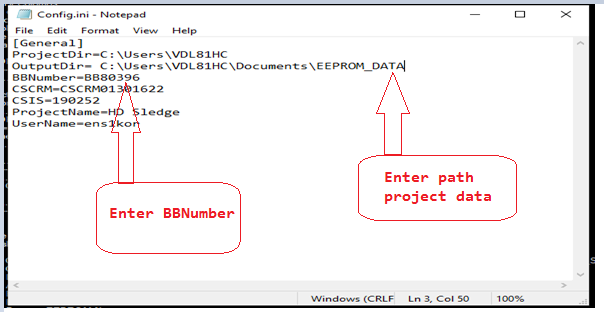 Config.ini - Notepad
File Edit Format View Help
[General]
ProjectDir=C:\Users\VDL81HC
OutputDir= C:\Users\VDL81HC\Documents\EEPROM_DATA
BBNumber=BB80396
CSCRM=CSCRM01301622
CSIS=190252
ProjectName=HD Sledge
UserName=ens1kor
Enter BBNumber
Enter path
project data
Windows (CRLF Ln 3, Col 50 100%